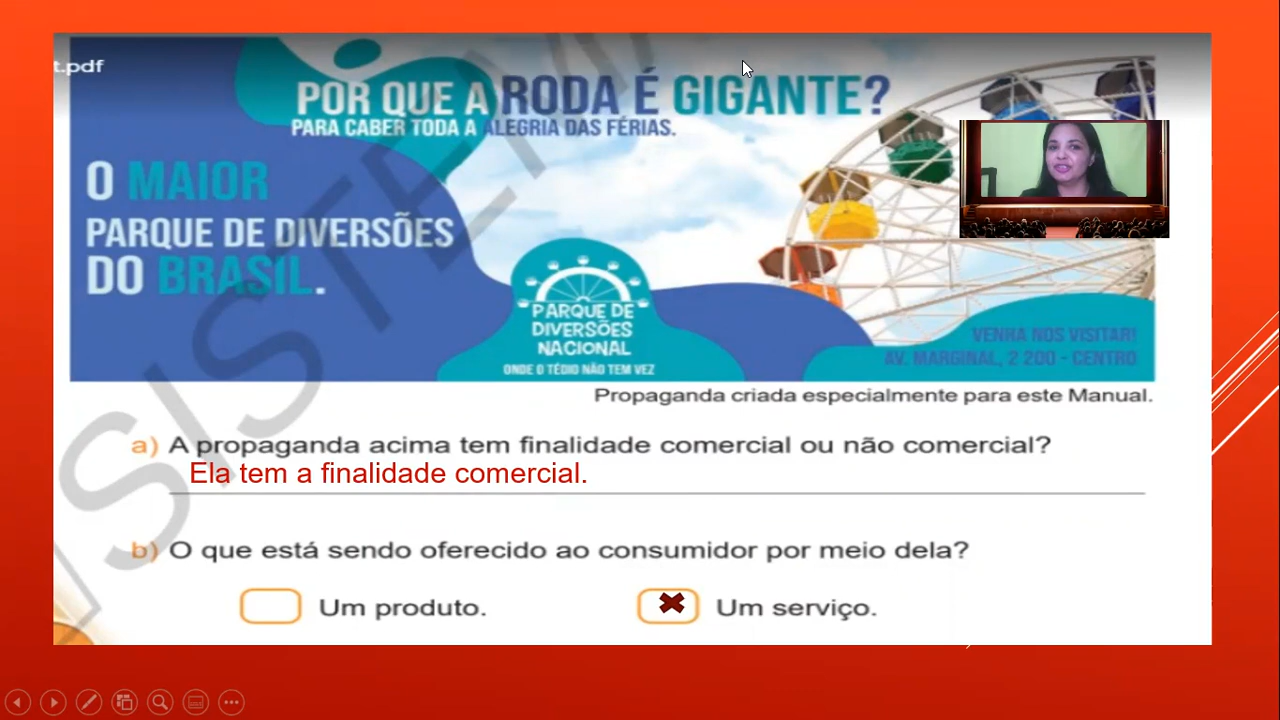 t.pdf
POR QUE A RODA É GIGANTE?
PARA CABER TODA A ALEGRIA DAS FÉRIAS.
O MAIOR
PARQUE DE DIVERSÕES
DO BRASIL.
PARQUE DE
DIVERSÕES
NACIONAL
ONDE O TÉDIO NÃO TEM VEZ
VENHA NOS VISITAR!
AV. MARGINAL, 2 200 - CENTRO
Propaganda criada especialmente para este Manual.
a) A propaganda acima tem finalidade comercial ou não comercial?
Ela tem a finalidade comercial.
b) O que está sendo oferecido ao consumidor por meio dela?
Um produto.
Um serviço.